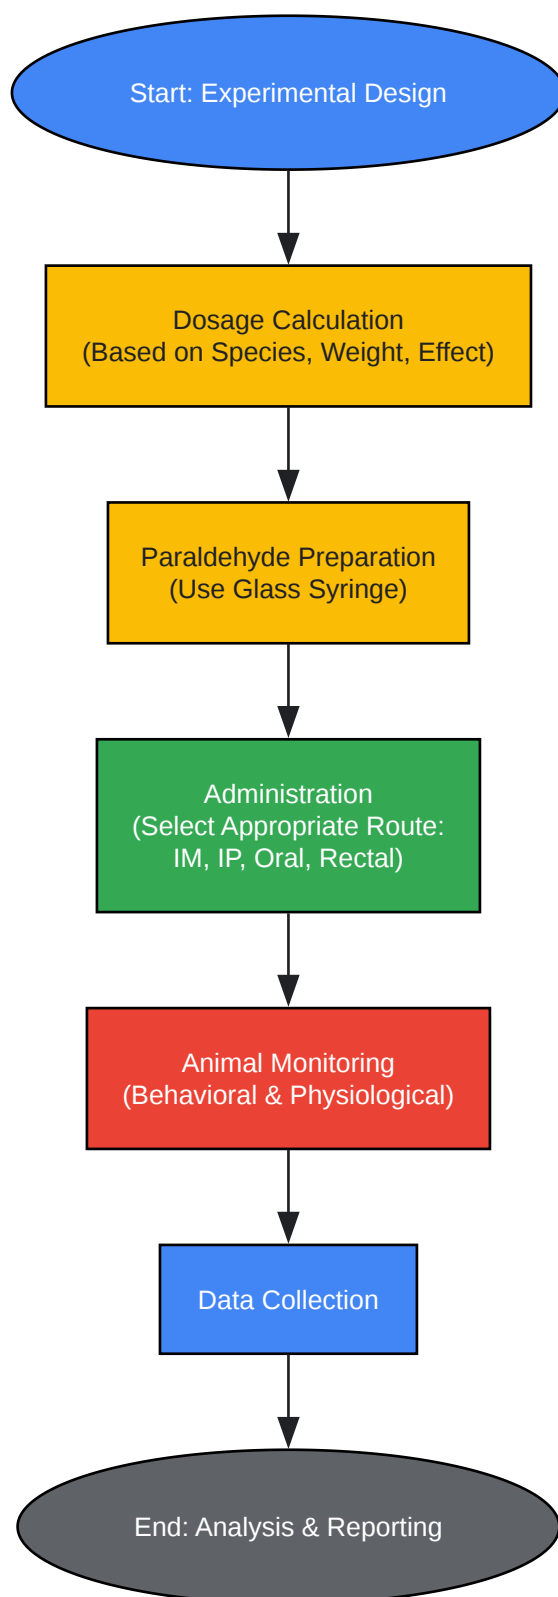 Start: Experimental Design
Dosage Calculation
(Based on Species, Weight, Effect)
Paraldehyde Preparation
(Use Glass Syringe)
Administration
(Select Appropriate Route:
IM, IP, Oral, Rectal)
Animal Monitoring
(Behavioral & Physiological)
Data Collection
End: Analysis & Reporting